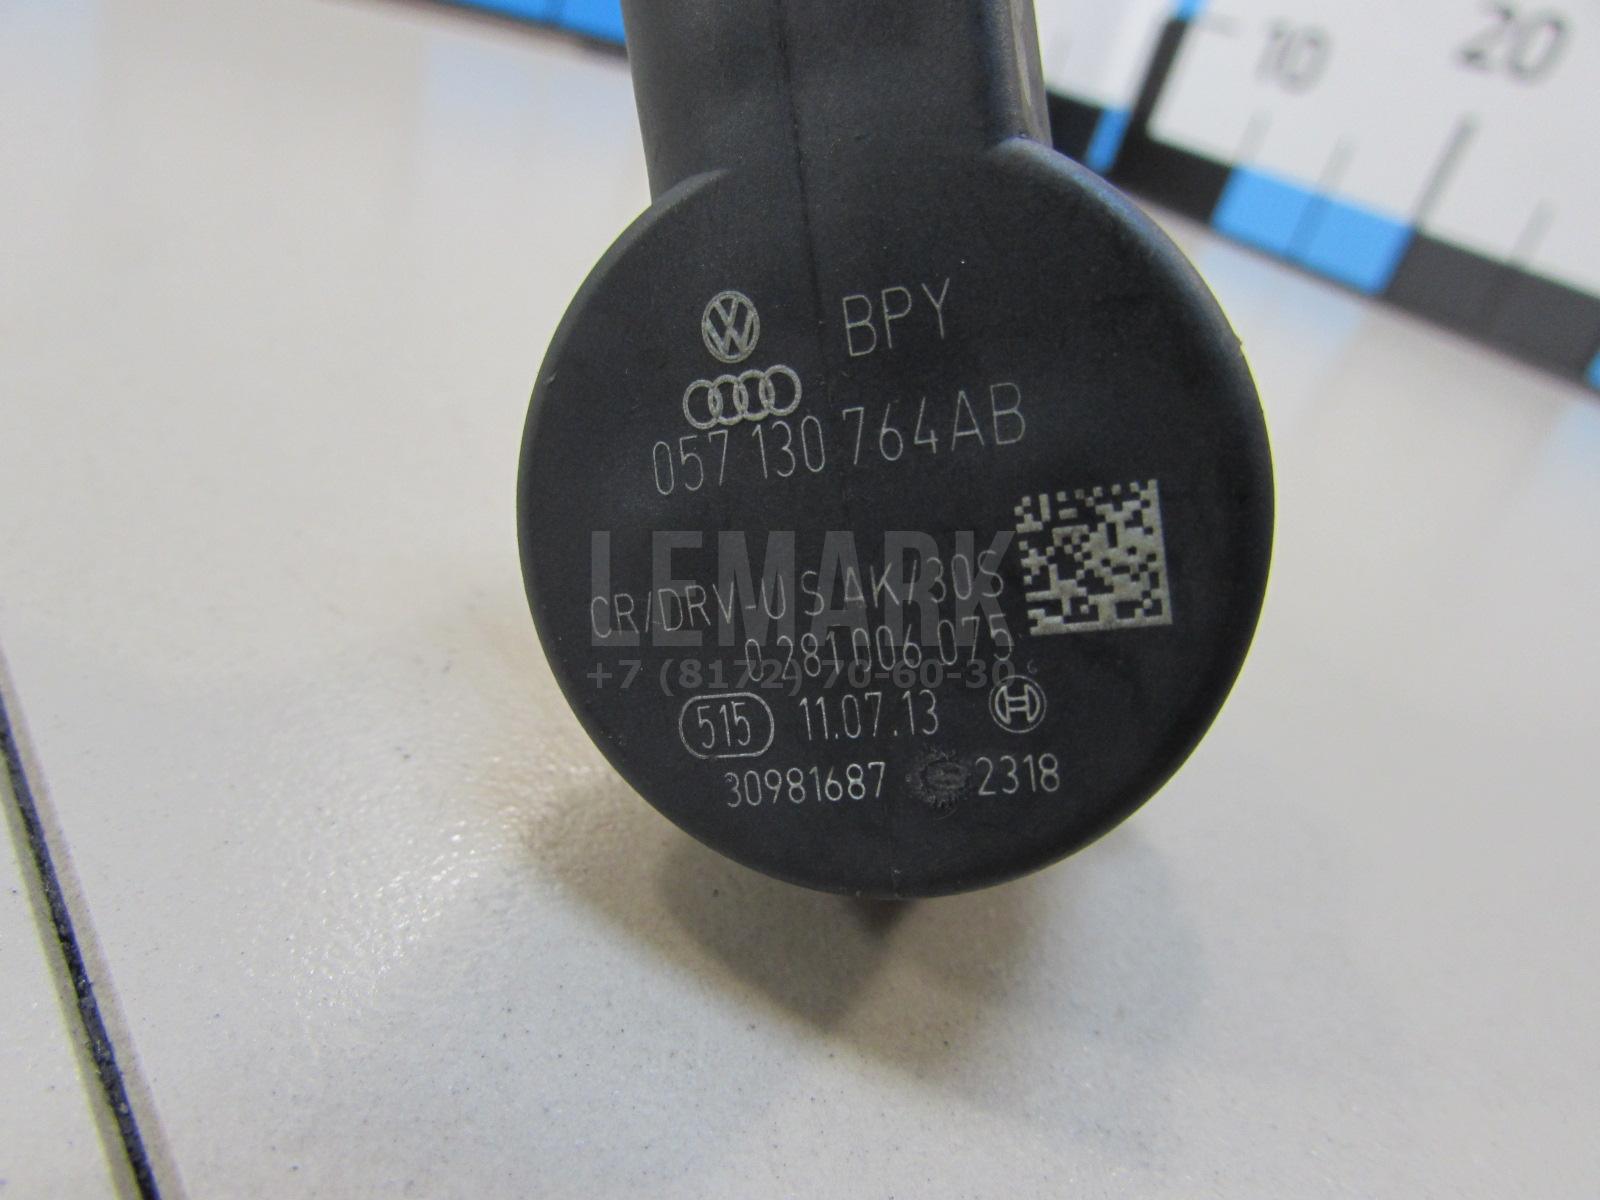 10 20
BPY
057 130 764AB
LEMARK
CR/DRV-U S AK/30S
0 281 006 075
+7 (8172) 70-60-30
515 11.07.13
30981687 2318